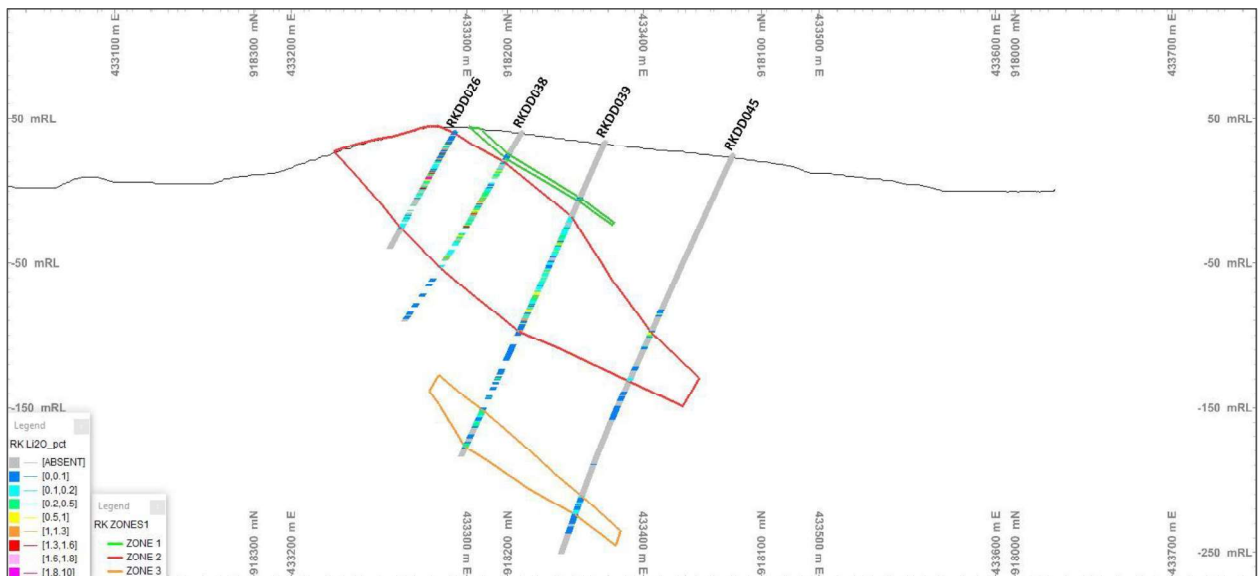 433100 m E
918300 mN
433200 m E
433300 m E
918200 mN
433400 m E
918100 mN
433500 m E
433600 m E
918000 mN
433700 m E
RKDD026
RKDD038
RKDD039
RKDD045
50 mRL
50 mRL
-50 mRL
-50 mRL
-150 mRL
-150 mRL
-250 mRL
Legend
RK Li2O_pct
[ABSENT]
[0,0.1]
[0.1,0.2]
[0.2,0.5]
[0.5,1]
[1,1.3]
[1.3,1.6]
[1.6,1.8]
[1.8,10]
Legend
RK ZONES1
ZONE 1
ZONE 2
ZONE 3
918300 mN
433200 m E
433300 m E
918200 mN
433400 m E
918100 mN
433500 m E
433600 m E
918000 mN
433700 m E